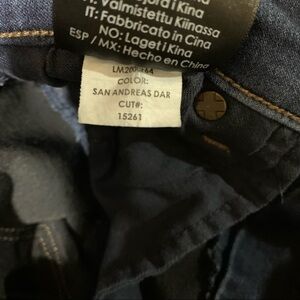 Valmistettu Kiinassa
IT: Fabbricato in Cina
NO: Laget i Kina
ESP / MX: Hecho en China
COLOR:
SAN ANDREAS DAR
CUT#:
15261